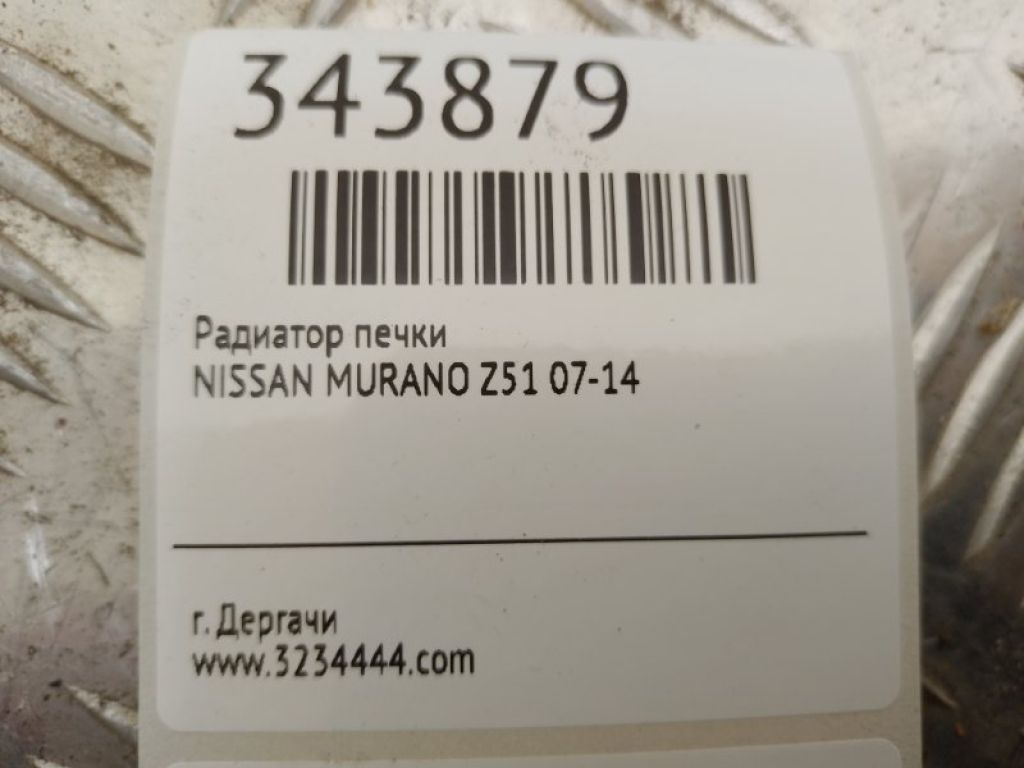 343879
Радиатор печки
NISSAN MURANO Z51 07-14
г. Дергачи
www.3234444.com